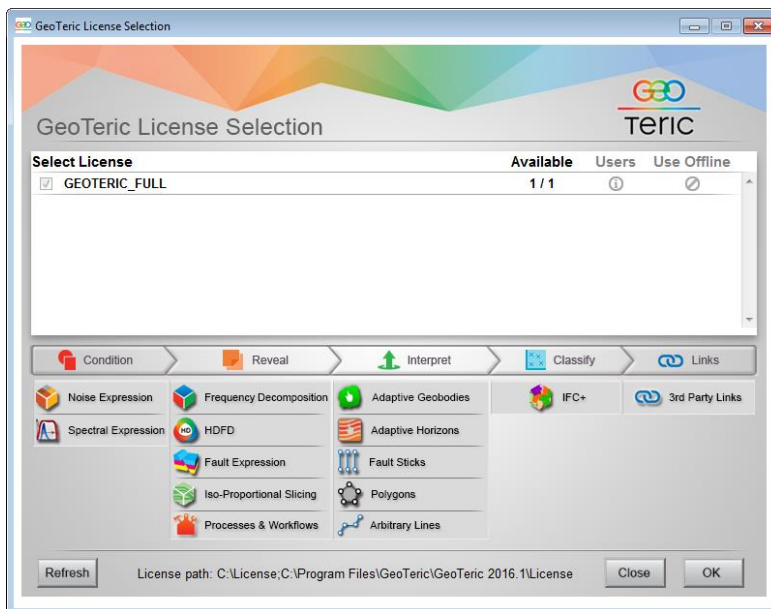 GeoTeric License Selection
GEO
Teric
GeoTeric License Selection
Select License Available Users Use Offline
GEOTERIC_FULL 1 / 1
Condition Reveal Interpret Classify Links
Noise Expression Frequency Decomposition Adaptive Geobodies IFC+ 3rd Party Links
Spectral Expression HD HDFD Adaptive Horizons
Fault Expression Fault Sticks
Iso-Proportional Slicing Polygons
Processes & Workflows Arbitrary Lines
Refresh License path: C:\License;C:\Program Files\GeoTeric\GeoTeric 2016.1\License Close OK